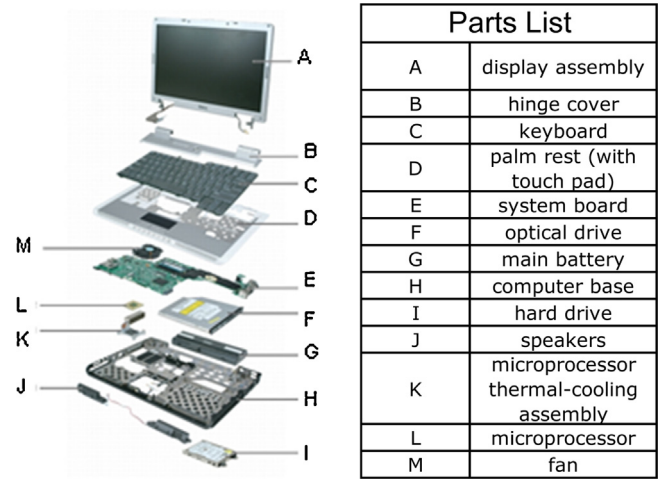 A
B
C
D
M
E
L
F
K
G
J
H
I
Parts List
A display assembly
B hinge cover
C keyboard
D palm rest (with
touch pad)
E system board
F optical drive
G main battery
H computer base
I hard drive
J speakers
K microprocessor
thermal-cooling
assembly
L microprocessor
M fan